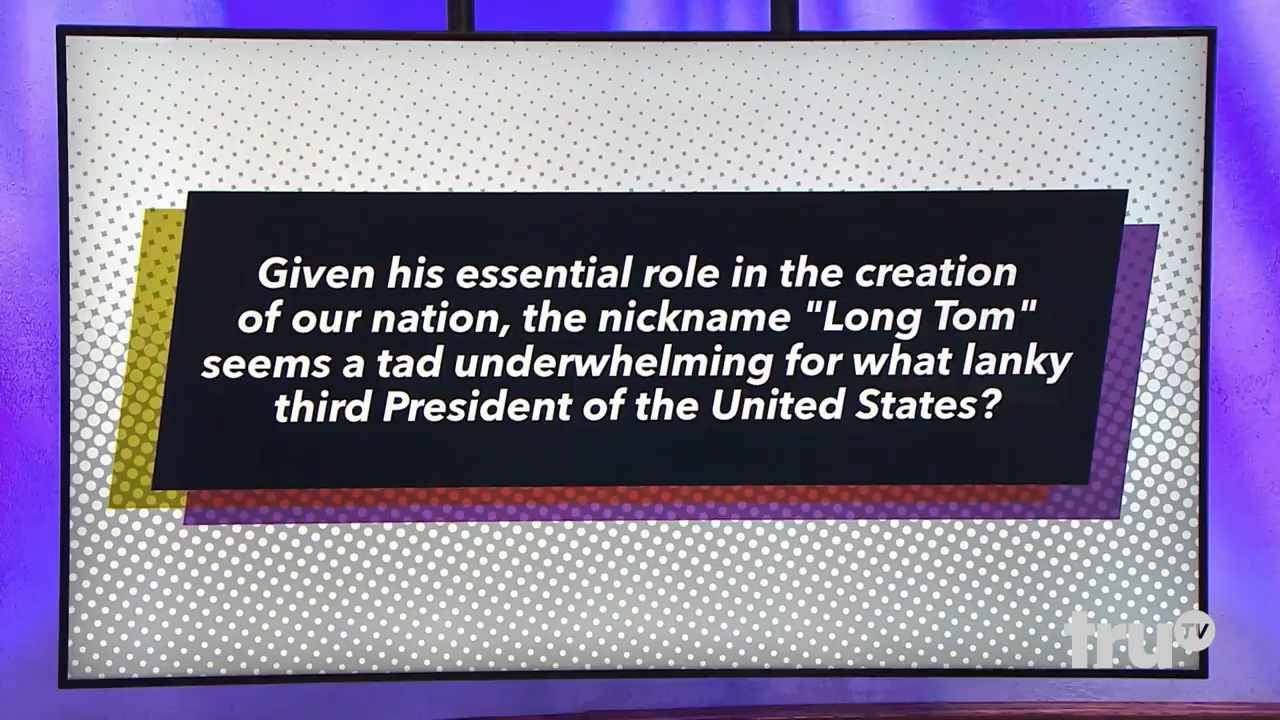 Given his essential role in the creation
of our nation, the nickname "Long Tom"
seems a tad underwhelming for what lanky
third President of the United States?
truTV